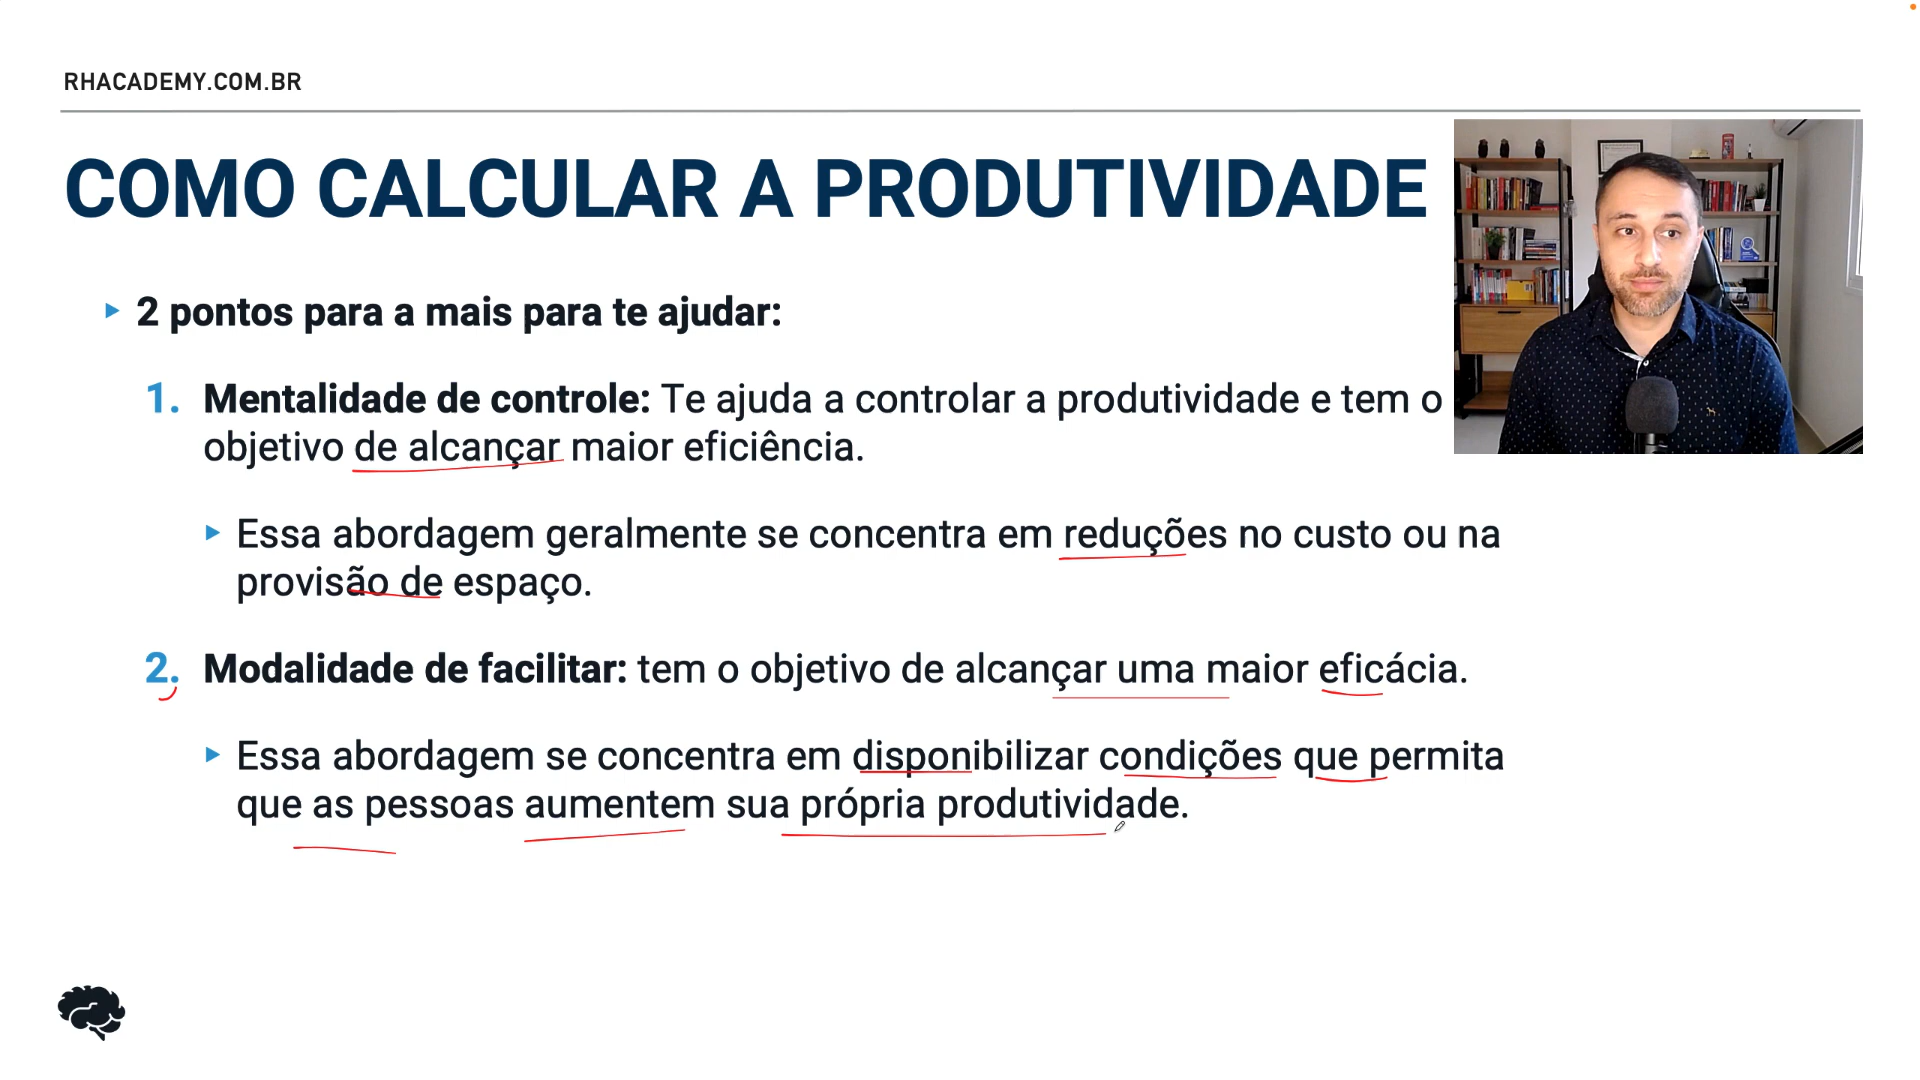 RHACADEMY.COM.BR
COMO CALCULAR A PRODUTIVIDADE
2 pontos para a mais para te ajudar:
1. Mentalidade de controle: Te ajuda a controlar a produtividade e tem o
objetivo de alcançar maior eficiência.
Essa abordagem geralmente se concentra em reduções no custo ou na
provisão de espaço.
2. Modalidade de facilitar: tem o objetivo de alcançar uma maior eficácia.
Essa abordagem se concentra em disponibilizar condições que permita
que as pessoas aumentem sua própria produtividade.